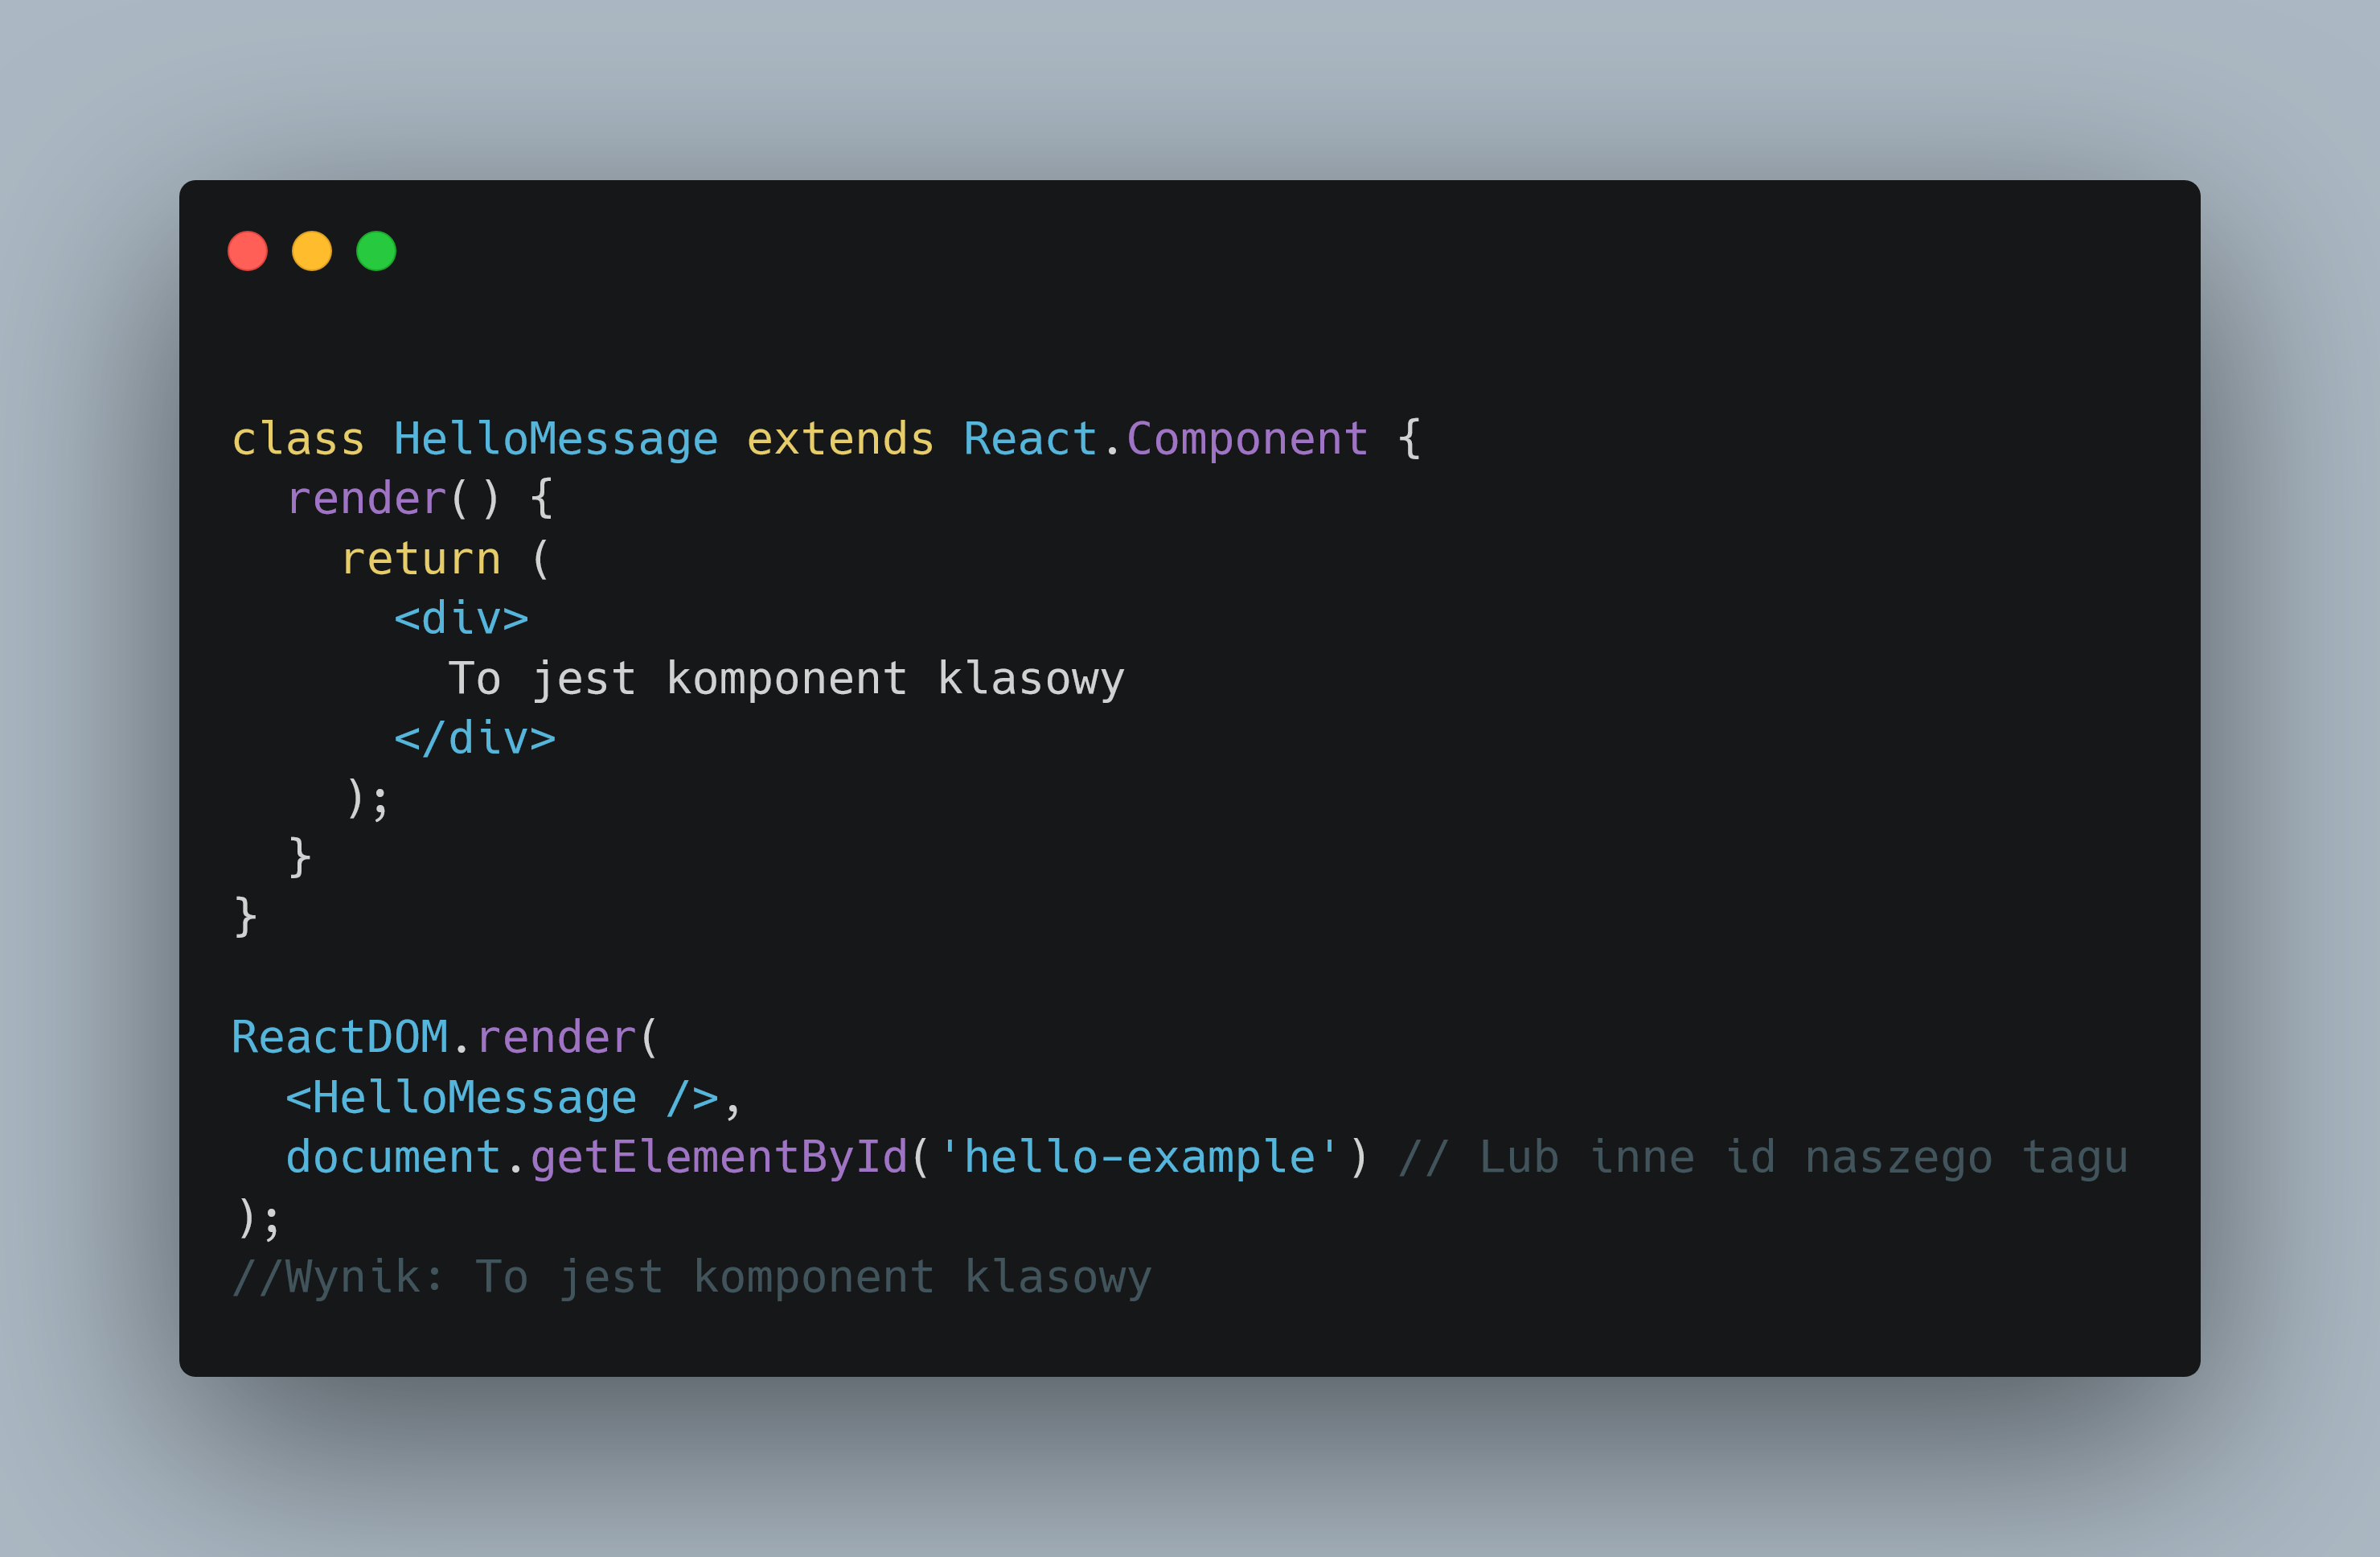 class HelloMessage extends React.Component {
  render() {
    return (
      <div>
        To jest komponent klasowy
      </div>
    );
  }
}

ReactDOM.render(
  <HelloMessage />,
  document.getElementById('hello-example') // Lub inne id naszego tagu
);
//Wynik: To jest komponent klasowy